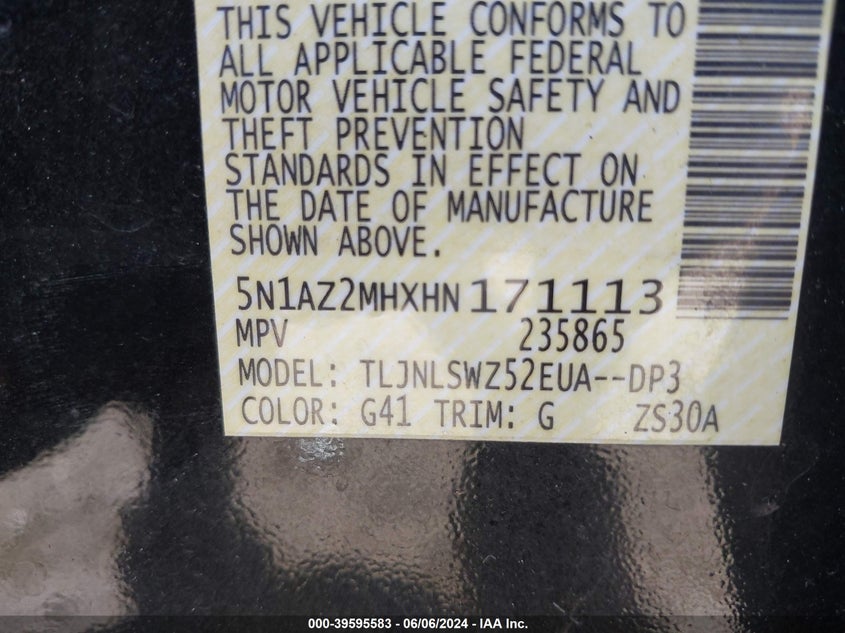 THIS VEHICLE CONFORMS TO
ALL APPLICABLE FEDERAL
MOTOR VEHICLE SAFETY AND
THEFT PREVENTION
STANDARDS IN EFFECT ON
THE DATE OF MANUFACTURE
SHOWN ABOVE.
5N1AZ2MHXHN171113
MPV 235865
MODEL: TLJNLSWZ52EUA--DP3
COLOR: G41 TRIM: G ZS30A
000-39595583 - 06/06/2024 - IAA Inc.